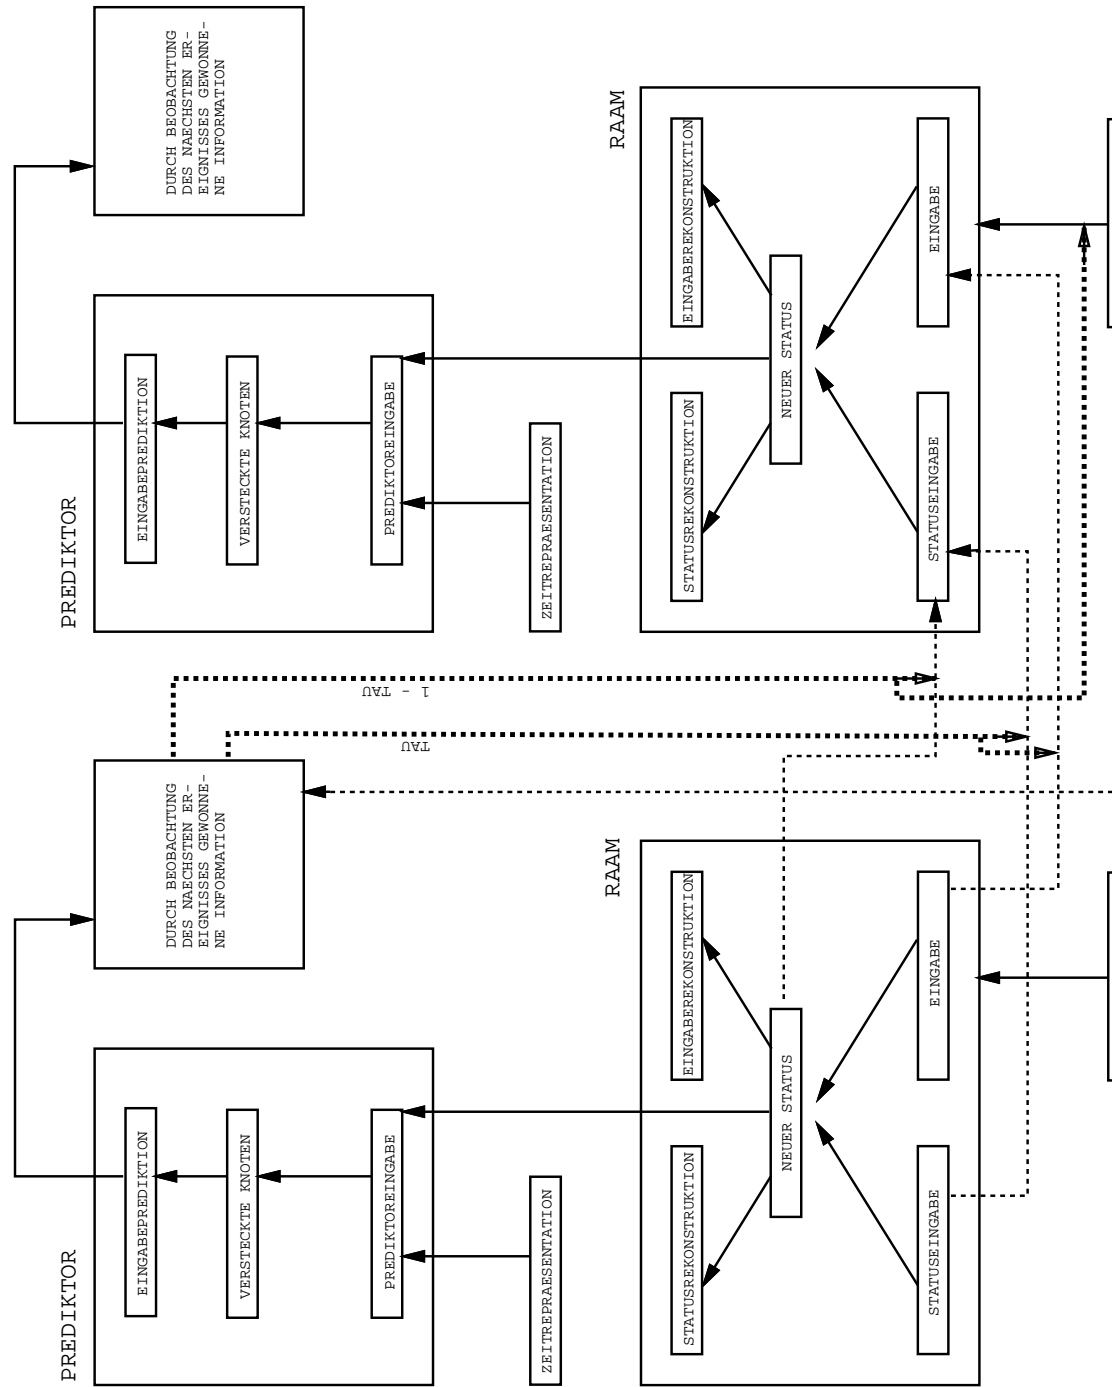 PREDIKTOR
EINGABEPREDIKTION
VERSTECKTE KNOTEN
PREDIKTOREINGABE
ZEITREPRAESENTATION
DURCH BEOBACHTUNG
DES NAECHSTEN ER-
EIGNISSES GEWONNE-
NE INFORMATION
RAAM
STATUSREKONSTRUKTION
EINGABEREKONSTRUKTION
NEUER STATUS
STATUSEINGABE
EINGABE
TAU
1 - TAU
PREDIKTOR
EINGABEPREDIKTION
VERSTECKTE KNOTEN
PREDIKTOREINGABE
ZEITREPRAESENTATION
DURCH BEOBACHTUNG
DES NAECHSTEN ER-
EIGNISSES GEWONNE-
NE INFORMATION
RAAM
STATUSREKONSTRUKTION
EINGABEREKONSTRUKTION
NEUER STATUS
STATUSEINGABE
EINGABE